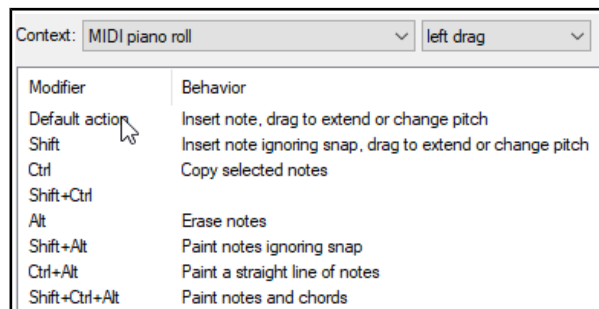 Context: MIDI piano roll left drag
Modifier Behavior
Default action Insert note, drag to extend or change pitch
Shift Insert note ignoring snap, drag to extend or change pitch
Ctrl Copy selected notes
Shift+Ctrl
Alt Erase notes
Shift+Alt Paint notes ignoring snap
Ctrl+Alt Paint a straight line of notes
Shift+Ctrl+Alt Paint notes and chords